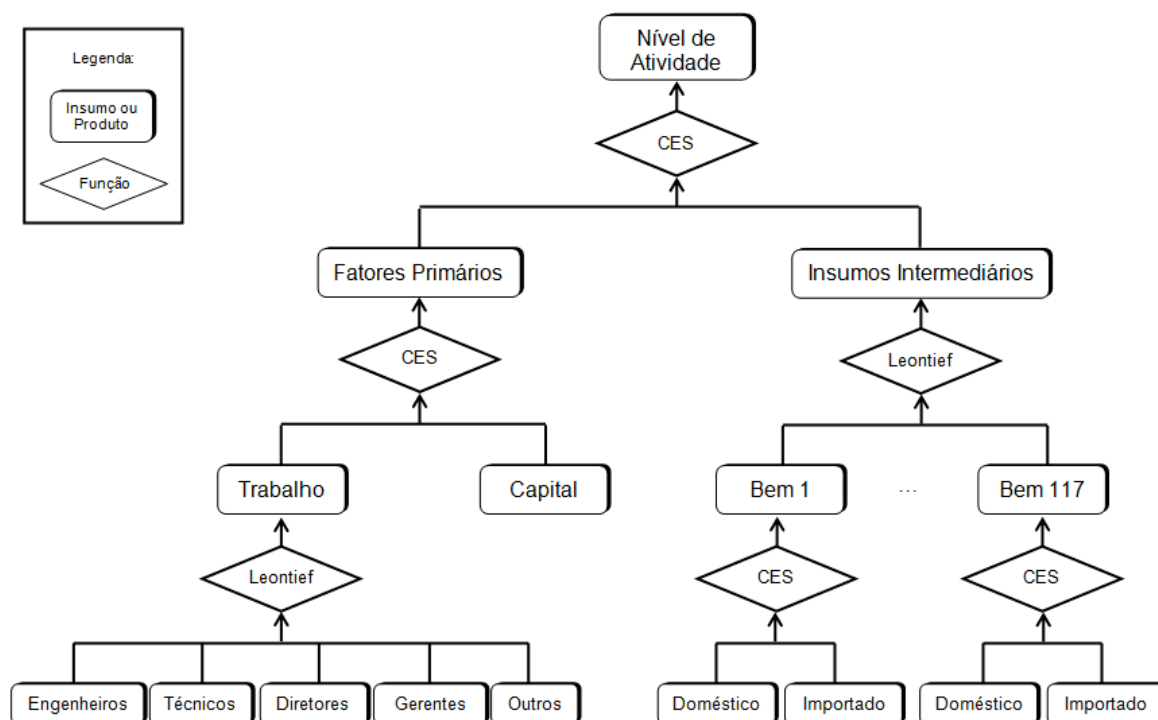 Legenda:
Insumo ou
Produto
Função
Nível de
Atividade
CES
Fatores Primários
Insumos Intermediários
CES
Leontief
Trabalho
Capital
Bem 1
...
Bem 117
Leontief
CES
CES
Engenheiros
Técnicos
Diretores
Gerentes
Outros
Doméstico
Importado
Doméstico
Importado